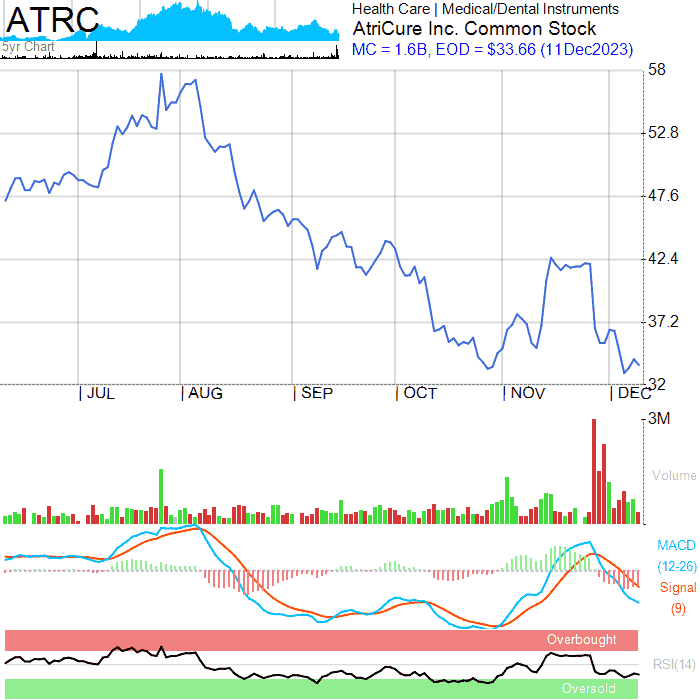 ATRC
5yr Chart
Health Care | Medical/Dental Instruments
AtriCure Inc. Common Stock
MC = 1.6B, EOD = $33.66 (11Dec2023)
58
52.8
47.6
42.4
37.2
32
| JUL | AUG | SEP | OCT | NOV | DEC
3M
Volume
MACD
(12-26)
Signal
(9)
Overbought
RSI(14)
Oversold